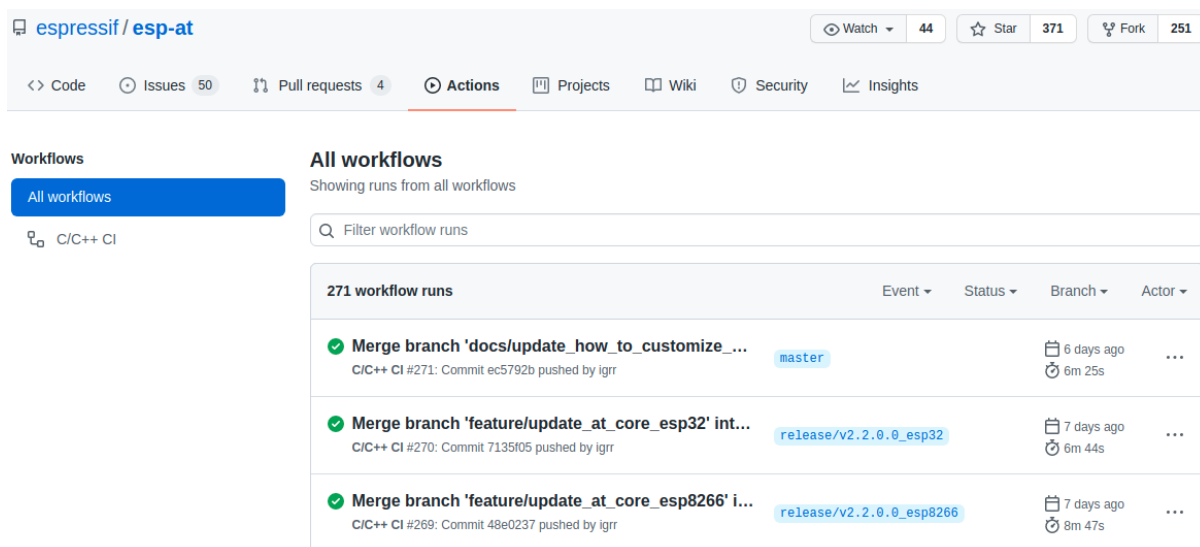 espressif / esp-at
Watch 44 Star 371 Fork 251
Code Issues 50 Pull requests 4 Actions Projects Wiki Security Insights
Workflows
All workflows
C/C++ CI
All workflows
Showing runs from all workflows
Filter workflow runs
271 workflow runs Event Status Branch Actor
Merge branch 'docs/update_how_to_customize_... master 6 days ago
C/C++ CI #271: Commit ec5792b pushed by igrr 6m 25s
Merge branch 'feature/update_at_core_esp32' int... release/v2.2.0.0_esp32 7 days ago
C/C++ CI #270: Commit 7135f05 pushed by igrr 6m 44s
Merge branch 'feature/update_at_core_esp8266' i... release/v2.2.0.0_esp8266 7 days ago
C/C++ CI #269: Commit 48e0237 pushed by igrr 8m 47s